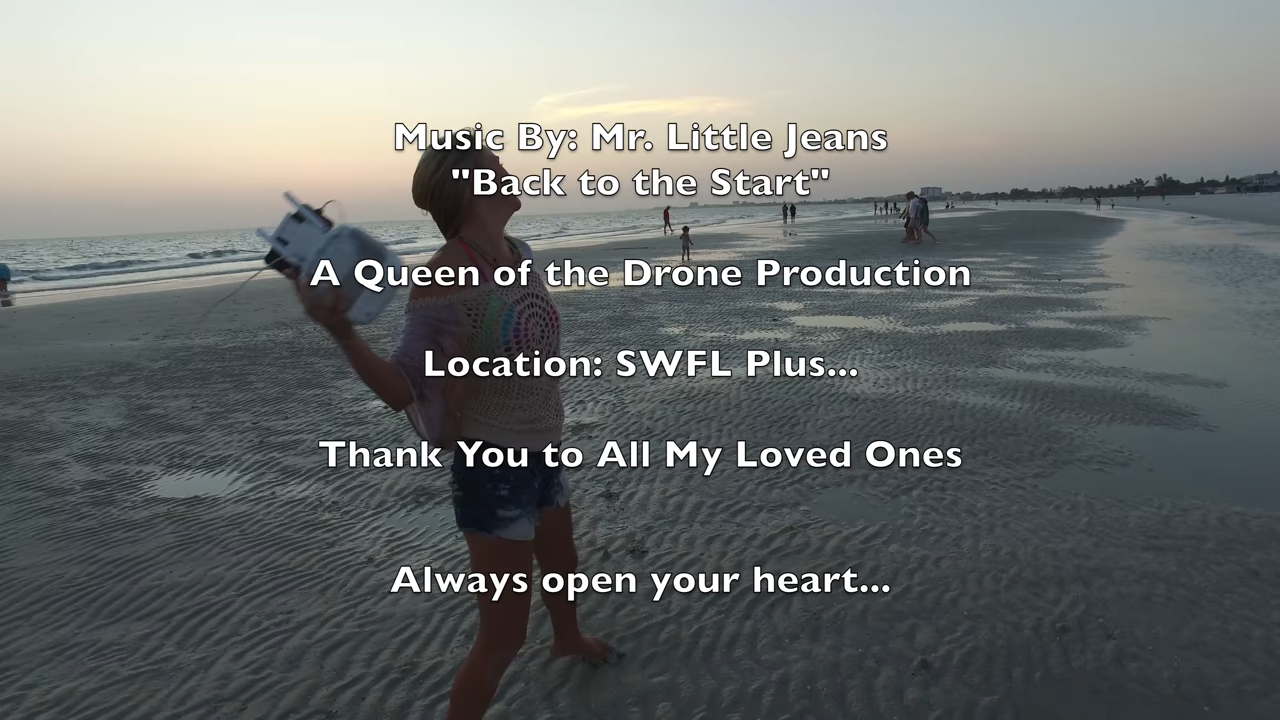 Music By: Mr. Little Jeans
"Back to the Start"
A Queen of the Drone Production
Location: SWFL Plus...
Thank You to All My Loved Ones
Always open your heart...